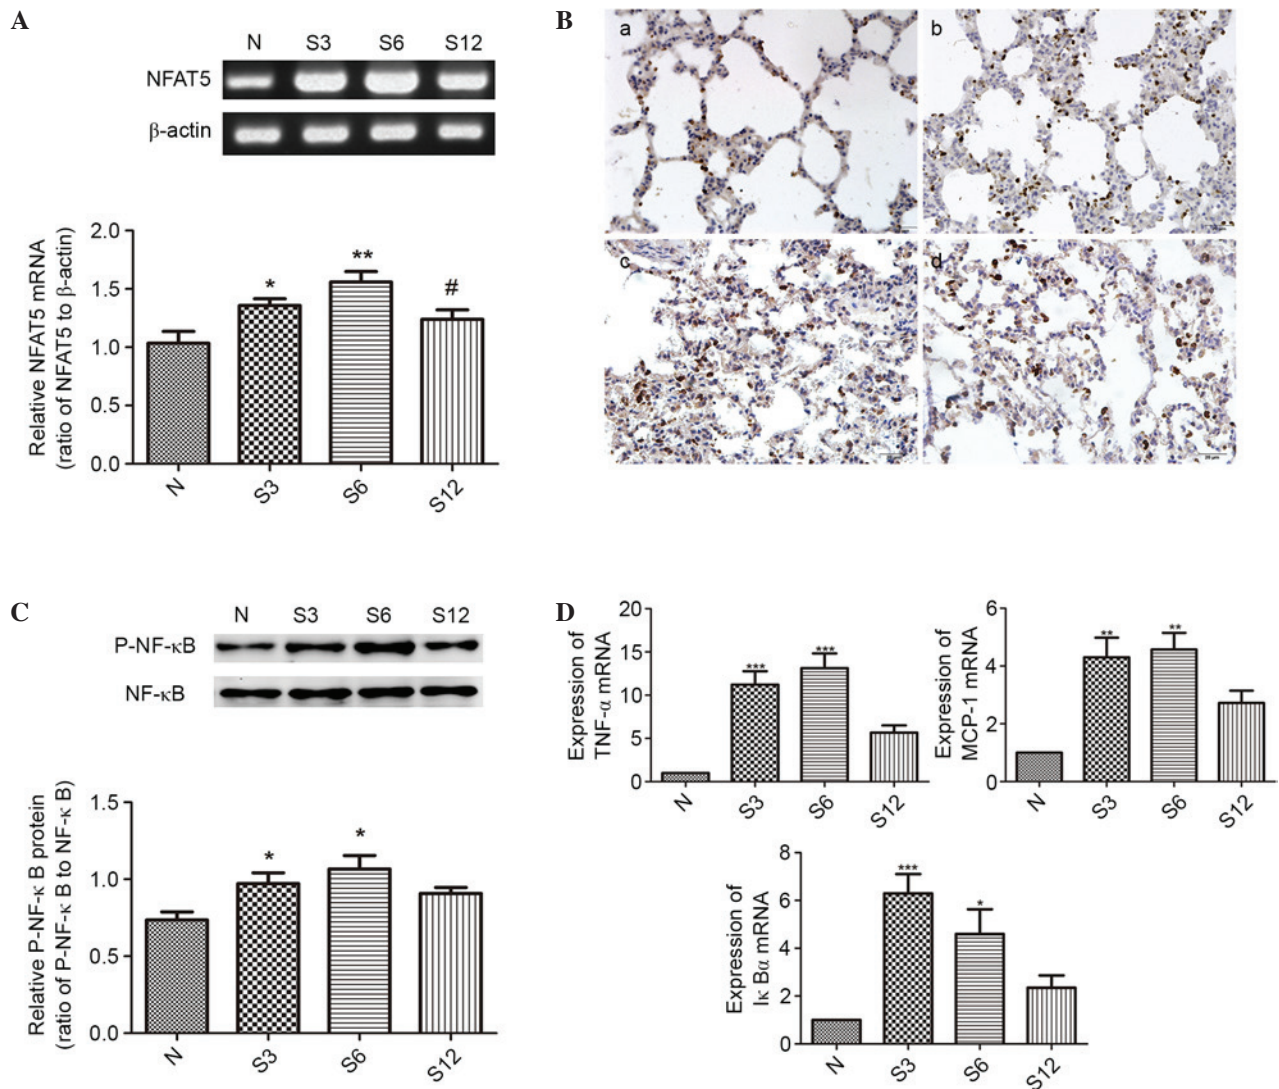 A
N S3 S6 S12
NFAT5
β-actin
Relative NFAT5 mRNA
(ratio of NFAT5 to β-actin)
2.0
1.5
1.0
0.5
0.0
*
**
#
N S3 S6 S12
B
a
b
c
d
20 μm
C
N S3 S6 S12
P-NF-κB
NF-κB
Relative P-NF-κ B protein
(ratio of P-NF-κ B to NF-κ B)
1.5
1.0
0.5
0.0
*
*
N S3 S6 S12
D
Expression of
TNF-α mRNA
20
15
10
5
0
***
***
N S3 S6 S12
Expression of
MCP-1 mRNA
6
4
2
0
**
**
N S3 S6 S12
Expression of
Iκ Bα mRNA
8
6
4
2
0
***
*
N S3 S6 S12